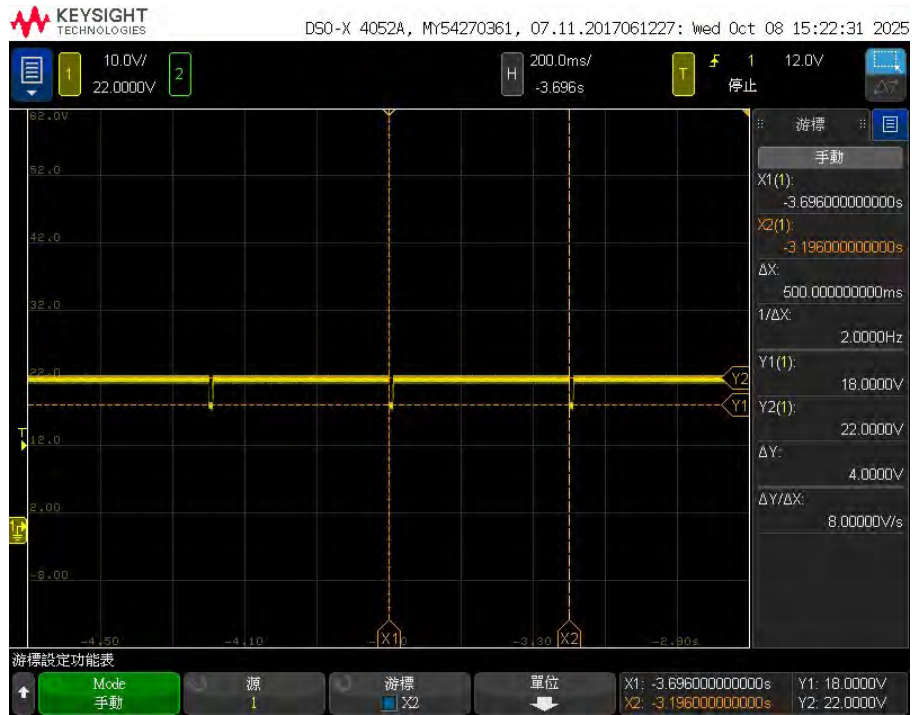 KEYSIGHT
TECHNOLOGIES
DSO-X 4052A, MY54270361, 07.11.2017061227: Wed Oct 08 15:22:31 2025
1
10.0V/
22.0000V
2
H
200.0ms/
-3.696s
T
1
12.0V
停止
62.0V
52.0
42.0
32.0
22.0
12.0
2.00
-8.00
T
Y2
Y1
-4.50
-4.10
X1
-3.30
X2
-2.90s
游標
手動
X1(1):
-3.696000000000s
X2(1):
-3.196000000000s
ΔX:
500.000000000ms
1/ΔX:
2.0000Hz
Y1(1):
18.0000V
Y2(1):
22.0000V
ΔY:
4.0000V
ΔY/ΔX:
8.00000V/s
游標設定功能表
Mode
手動
源
1
游標
X2
單位
X1: -3.696000000000s Y1: 18.0000V
X2: -3.196000000000s Y2: 22.0000V